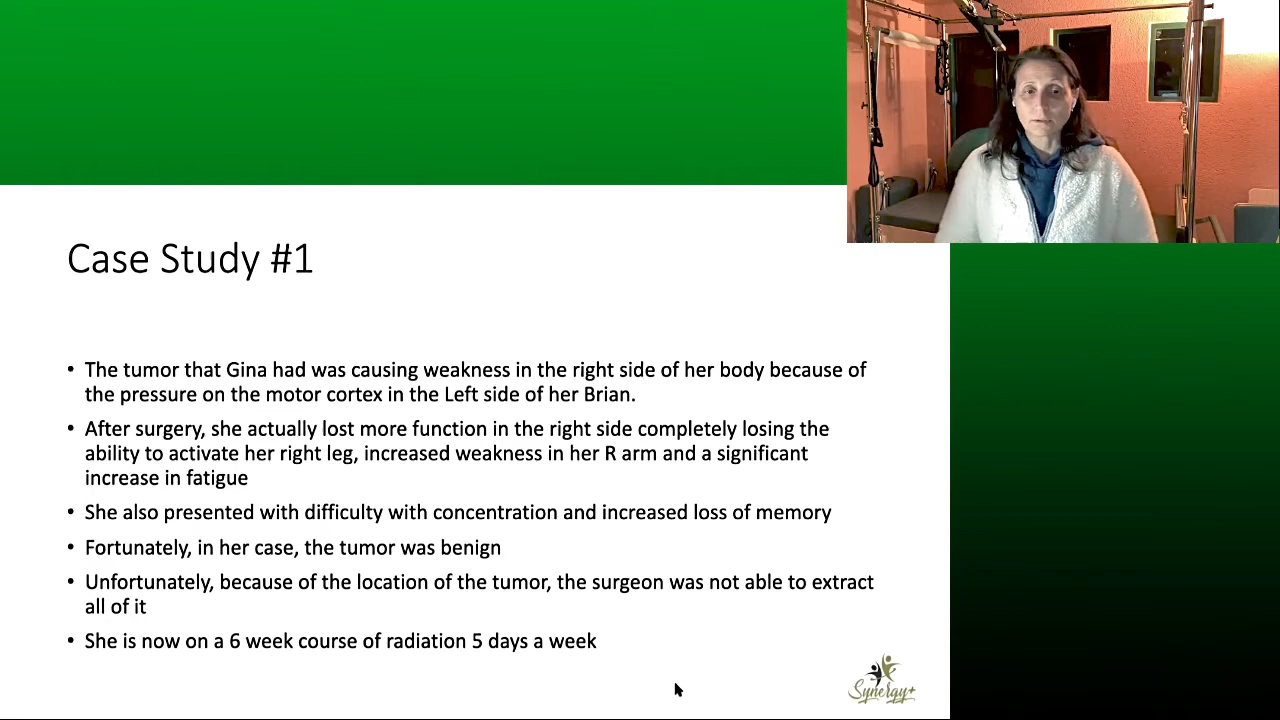 Case Study #1
• The tumor that Gina had was causing weakness in the right side of her body because of
the pressure on the motor cortex in the Left side of her Brian.
• After surgery, she actually lost more function in the right side completely losing the
ability to activate her right leg, increased weakness in her R arm and a significant
increase in fatigue
• She also presented with difficulty with concentration and increased loss of memory
• Fortunately, in her case, the tumor was benign
• Unfortunately, because of the location of the tumor, the surgeon was not able to extract
all of it
• She is now on a 6 week course of radiation 5 days a week
Synergy+